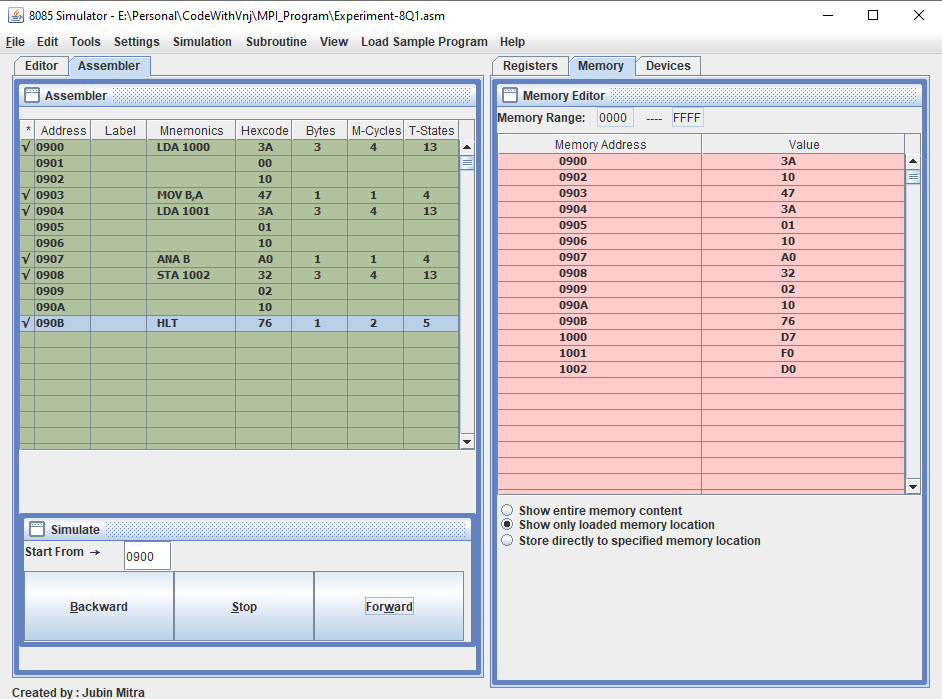 8085 Simulator - E:\Personal\CodeWithVnj\MPI_Program\Experiment-8Q1.asm
File Edit Tools Settings Simulation Subroutine View Load Sample Program Help
Editor Assembler
Assembler
* Address Label Mnemonics Hexcode Bytes M-Cycles T-States
√ 0900 LDA 1000 3A 3 4 13
0901 00
0902 10
√ 0903 MOV B,A 47 1 1 4
√ 0904 LDA 1001 3A 3 4 13
0905 01
0906 10
√ 0907 ANA B A0 1 1 4
√ 0908 STA 1002 32 3 4 13
0909 02
090A 10
√ 090B HLT 76 1 2 5
Simulate
Start From → 0900
Backward Stop Forward
Created by : Jubin Mitra
Registers Memory Devices
Memory Editor
Memory Range: 0000 ---- FFFF
Memory Address Value
0900 3A
0902 10
0903 47
0904 3A
0905 01
0906 10
0907 A0
0908 32
0909 02
090A 10
090B 76
1000 D7
1001 F0
1002 D0
Show entire memory content
Show only loaded memory location
Store directly to specified memory location